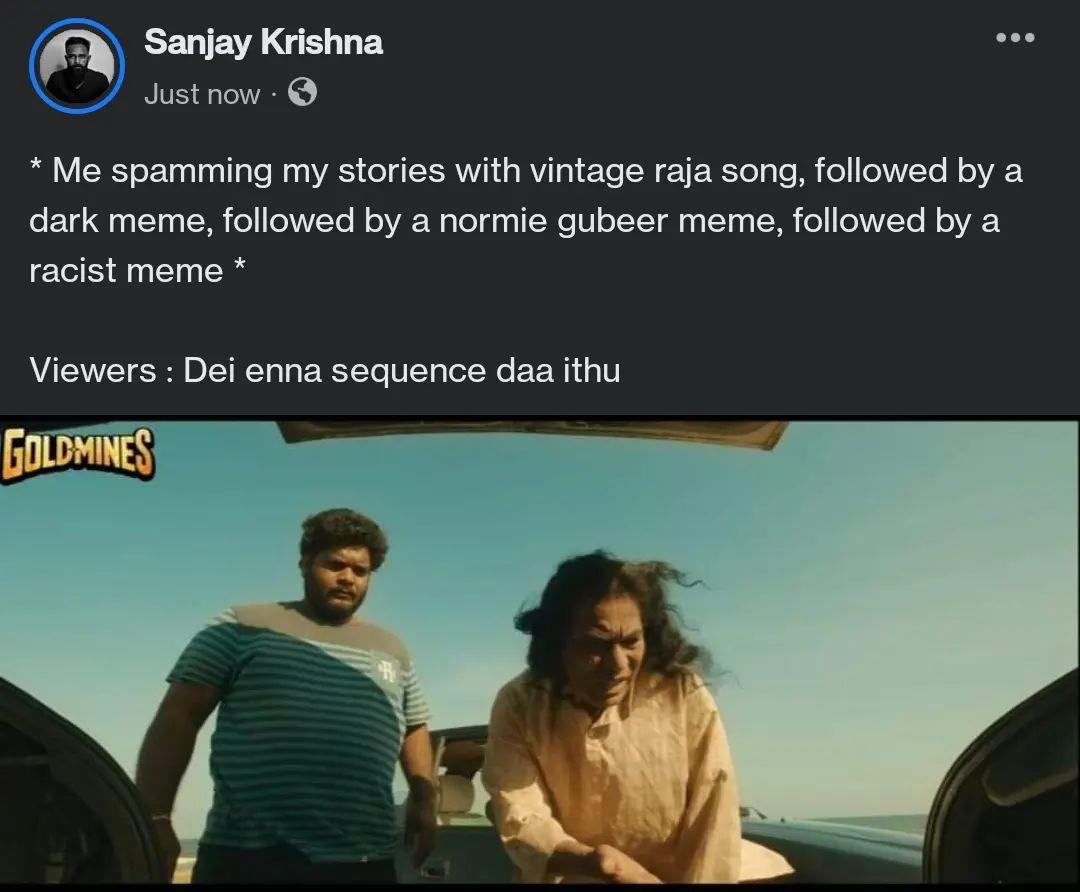 Sanjay Krishna
Just now ·
* Me spamming my stories with vintage raja song, followed by a
dark meme, followed by a normie gubeer meme, followed by a
racist meme *
Viewers : Dei enna sequence daa ithu
GOLDMINES